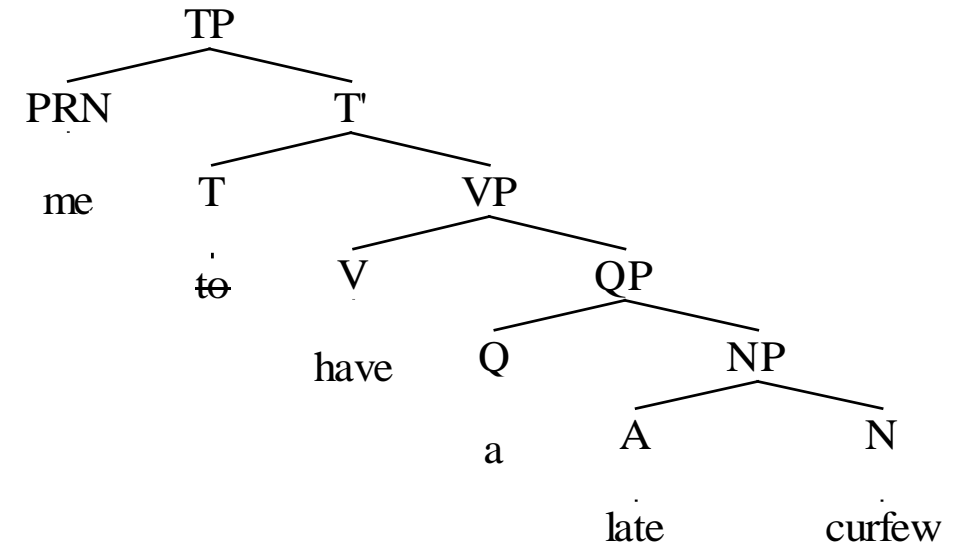 TP
PRN T'
me T VP
to V QP
have Q NP
a A N
late curfew